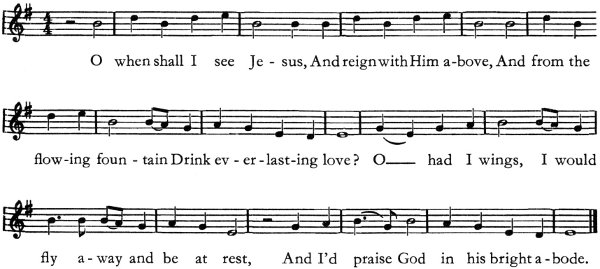 4
4
O when shall I see Je - sus, And reign with Him a - bove, And from the
flow - ing foun - tain Drink ev - er - last - ing love? O had I wings, I would
fly a - way and be at rest, And I'd praise God in his bright a - bode.